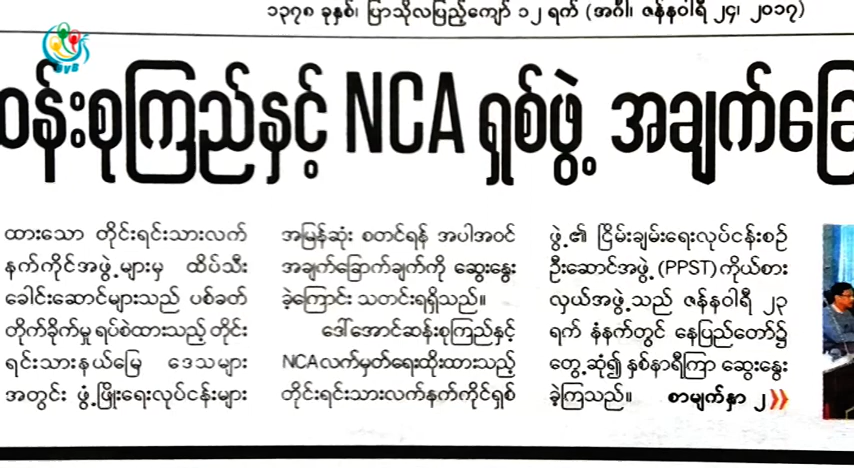 ၁၃၇၈ ခုနှစ်၊ ပြာသိုလပြည့်ကျော် ၁၂ ရက် (အင်္ဂါ၊ ဇန်နဝါရီ ၂၄၊ ၂၀၁၇)
DVB
ဆန်းစုကြည်နှင့် NCA ရှစ်ဖွဲ့ အချက်ခြေ
ထားသော တိုင်းရင်းသားလက်
နက်ကိုင်အဖွဲ့များမှ ထိပ်သီး
ခေါင်းဆောင်များသည် ပစ်ခတ်
တိုက်ခိုက်မှု ရပ်စဲထားသည့် တိုင်း
ရင်းသားနယ်မြေ ဒေသများ
အတွင်း ဖွံ့ဖြိုးရေးလုပ်ငန်းများ
အမြန်ဆုံး စတင်ရန် အပါအဝင်
အချက်ခြောက်ချက်ကို ဆွေးနွေး
ခဲ့ကြောင်း သတင်းရရှိသည်။
ဒေါ်အောင်ဆန်းစုကြည်နှင့်
NCA လက်မှတ်ရေးထိုးထားသည့်
တိုင်းရင်းသားလက်နက်ကိုင်ရှစ်
ဖွဲ့၏ ငြိမ်းချမ်းရေးလုပ်ငန်းစဉ်
ဦးဆောင်အဖွဲ့ (PPST) ကိုယ်စား
လှယ်အဖွဲ့သည် ဇန်နဝါရီ ၂၃
ရက် နံနက်တွင် နေပြည်တော်၌
တွေ့ဆုံ၍ နှစ်နာရီကြာ ဆွေးနွေး
ခဲ့ကြသည်။ စာမျက်နှာ ၂